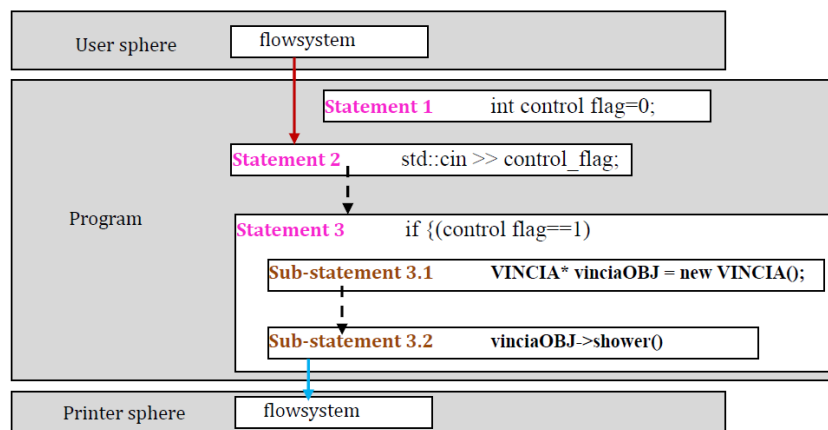 User sphere flowsystem
Statement 1 int control flag=0;
Statement 2 std::cin >> control_flag;
Program
Statement 3 if {(control flag==1)
Sub-statement 3.1 VINCIA* vinciaOBJ = new VINCIA();
Sub-statement 3.2 vinciaOBJ->shower()
Printer sphere flowsystem